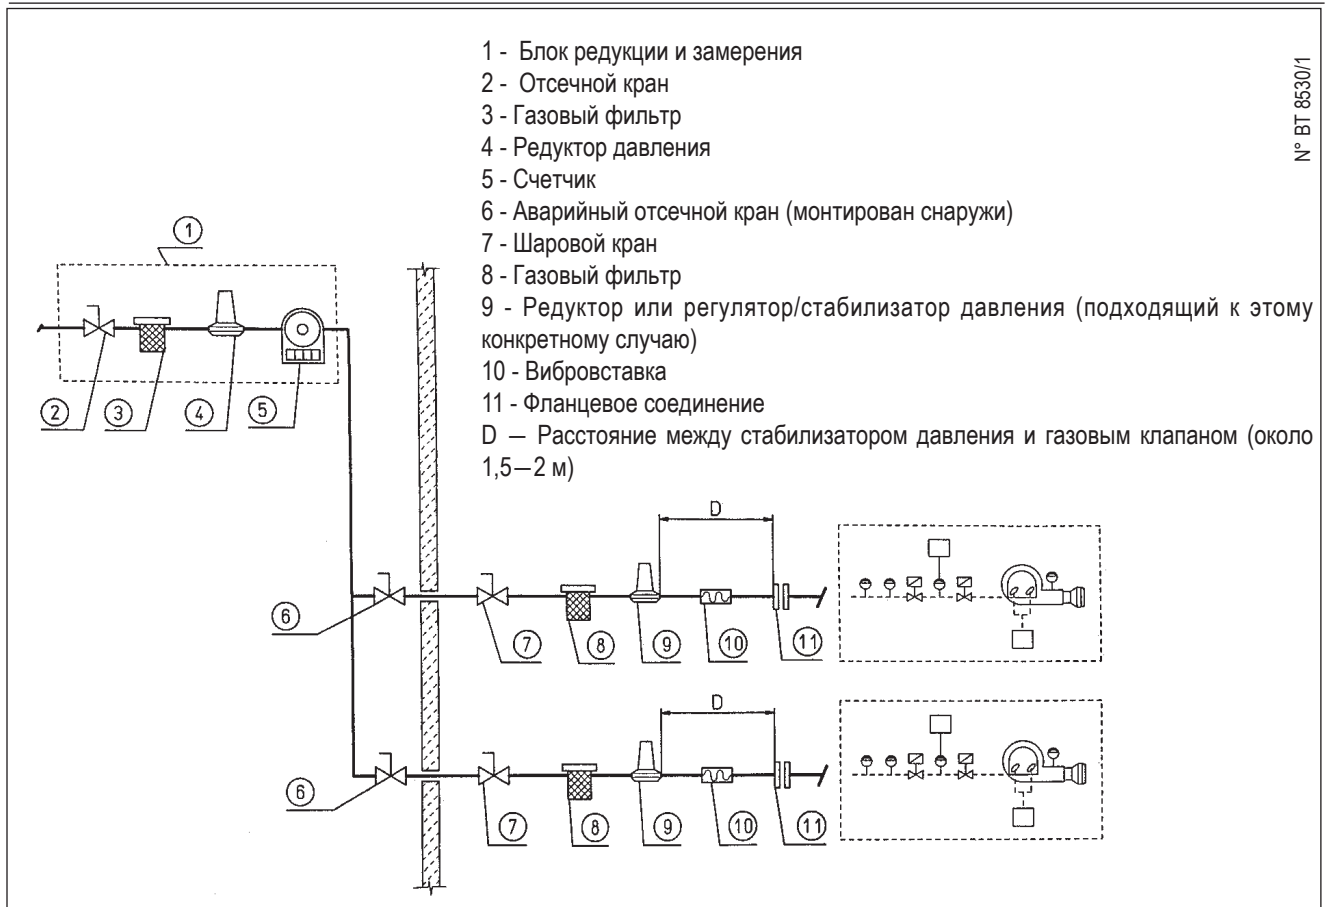 1 - Блок редукции и замерения
2 - Отсечной кран
3 - Газовый фильтр
4 - Редуктор давления
5 - Счетчик
6 - Аварийный отсечной кран (монтирован снаружи)
7 - Шаровой кран
8 - Газовый фильтр
9 - Редуктор или регулятор/стабилизатор давления (подходящий к этому
конкретному случаю)
10 - Вибровставка
11 - Фланцевое соединение
D — Расстояние между стабилизатором давления и газовым клапаном (около
1,5—2 м)
N° BT 8530/1
1
2
3
4
5
D
6
7
8
9
10
11
D
6
7
8
9
10
11